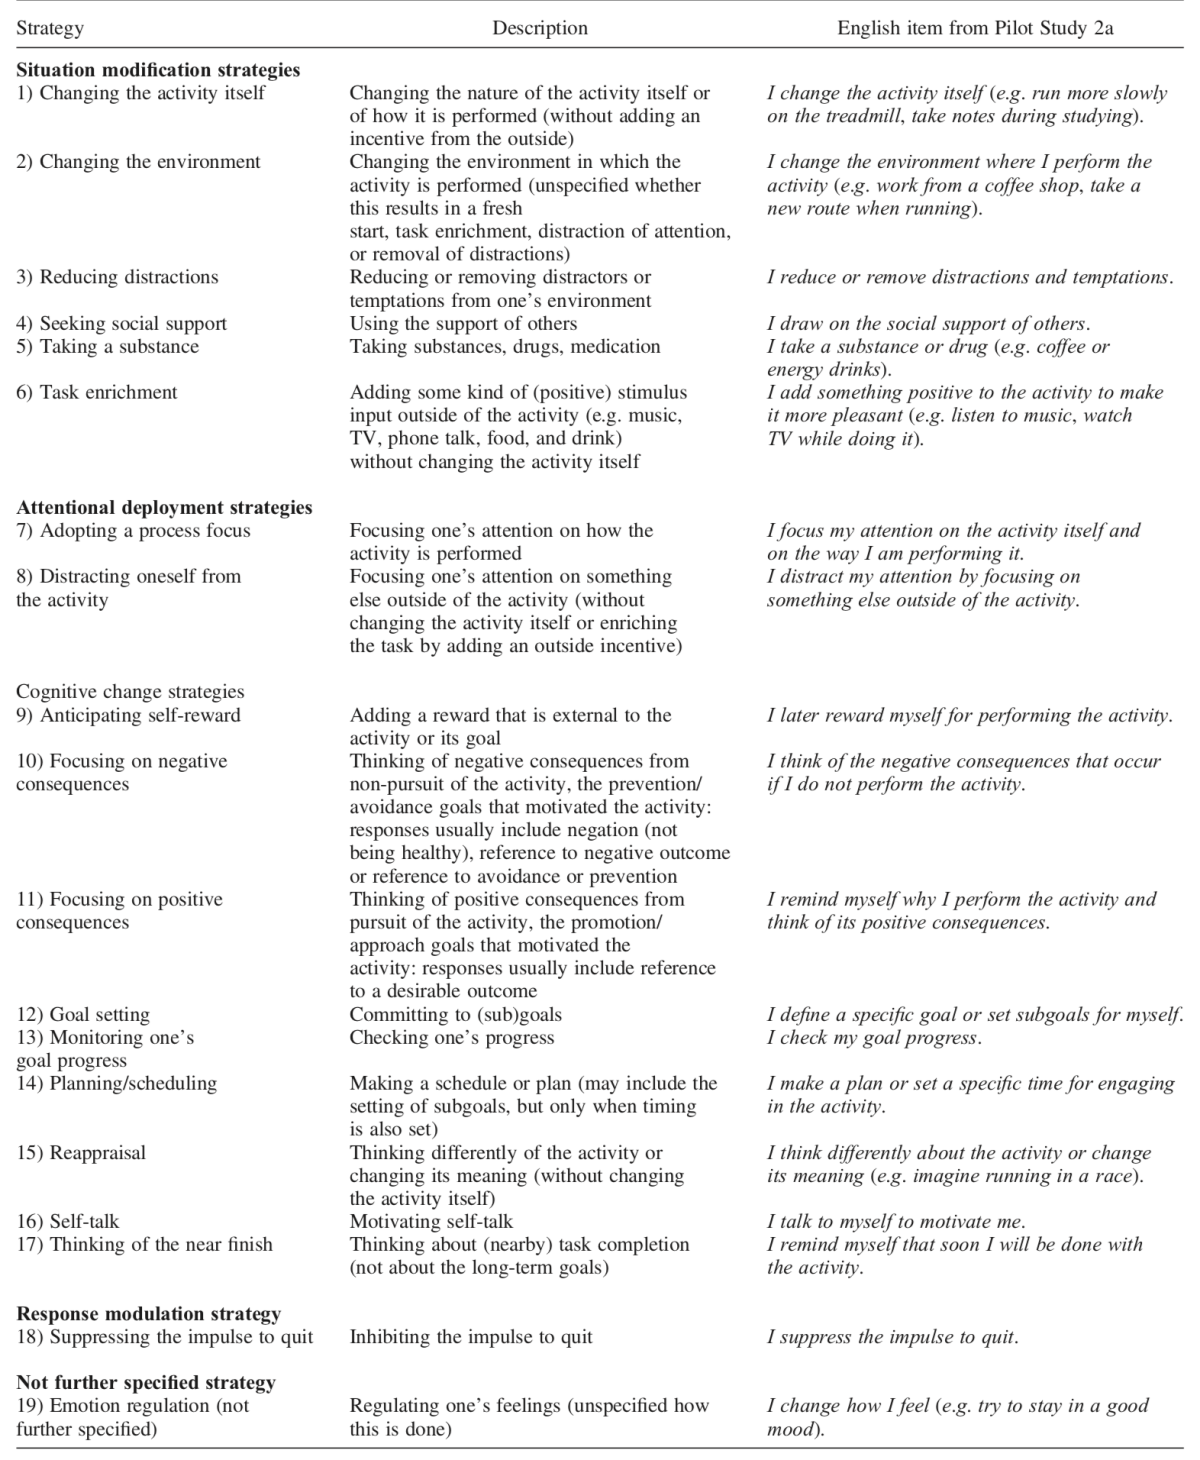 Strategy Description English item from Pilot Study 2a
Situation modification strategies
1) Changing the activity itself Changing the nature of the activity itself or I change the activity itself (e.g. run more slowly
of how it is performed (without adding an on the treadmill, take notes during studying).
incentive from the outside)
2) Changing the environment Changing the environment in which the I change the environment where I perform the
activity is performed (unspecified whether activity (e.g. work from a coffee shop, take a
this results in a fresh new route when running).
start, task enrichment, distraction of attention,
or removal of distractions)
3) Reducing distractions Reducing or removing distractors or I reduce or remove distractions and temptations.
temptations from one's environment
4) Seeking social support Using the support of others I draw on the social support of others.
5) Taking a substance Taking substances, drugs, medication I take a substance or drug (e.g. coffee or
energy drinks).
6) Task enrichment Adding some kind of (positive) stimulus I add something positive to the activity to make
input outside of the activity (e.g. music, it more pleasant (e.g. listen to music, watch
TV, phone talk, food, and drink) TV while doing it).
without changing the activity itself
Attentional deployment strategies
7) Adopting a process focus Focusing one's attention on how the I focus my attention on the activity itself and
activity is performed on the way I am performing it.
8) Distracting oneself from Focusing one's attention on something I distract my attention by focusing on
the activity else outside of the activity (without something else outside of the activity.
changing the activity itself or enriching
the task by adding an outside incentive)
Cognitive change strategies
9) Anticipating self-reward Adding a reward that is external to the I later reward myself for performing the activity.
activity or its goal
10) Focusing on negative Thinking of negative consequences from I think of the negative consequences that occur
consequences non-pursuit of the activity, the prevention/ if I do not perform the activity.
avoidance goals that motivated the activity:
responses usually include negation (not
being healthy), reference to negative outcome
or reference to avoidance or prevention
11) Focusing on positive Thinking of positive consequences from I remind myself why I perform the activity and
consequences pursuit of the activity, the promotion/ think of its positive consequences.
approach goals that motivated the
activity: responses usually include reference
to a desirable outcome
12) Goal setting Committing to (sub)goals I define a specific goal or set subgoals for myself.
13) Monitoring one's Checking one's progress I check my goal progress.
goal progress
14) Planning/scheduling Making a schedule or plan (may include the I make a plan or set a specific time for engaging
setting of subgoals, but only when timing in the activity.
is also set)
15) Reappraisal Thinking differently of the activity or I think differently about the activity or change
changing its meaning (without changing its meaning (e.g. imagine running in a race).
the activity itself)
16) Self-talk Motivating self-talk I talk to myself to motivate me.
17) Thinking of the near finish Thinking about (nearby) task completion I remind myself that soon I will be done with
(not about the long-term goals) the activity.
Response modulation strategy
18) Suppressing the impulse to quit Inhibiting the impulse to quit I suppress the impulse to quit.
Not further specified strategy
19) Emotion regulation (not Regulating one's feelings (unspecified how I change how I feel (e.g. try to stay in a good
further specified) this is done) mood).